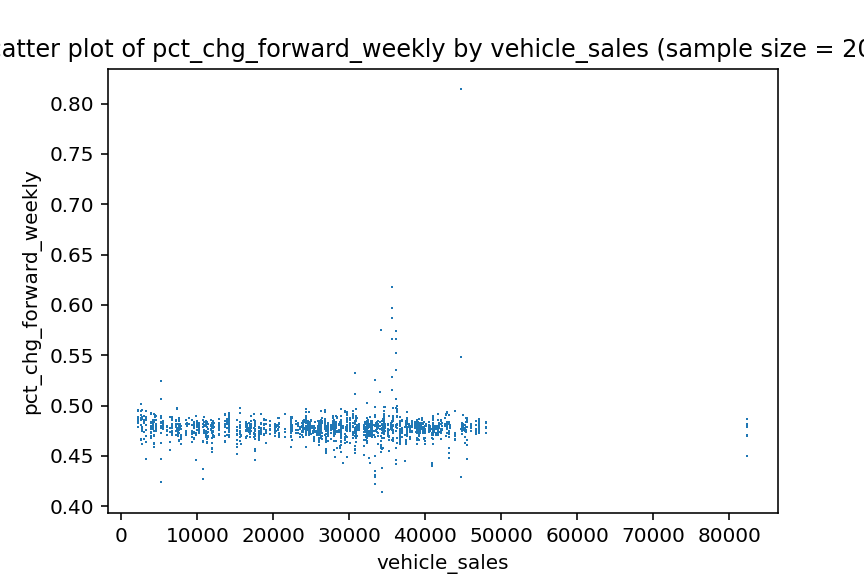 atter plot of pct_chg_forward_weekly by vehicle_sales (sample size = 20
0.80
0.75
0.70
0.65
0.60
0.55
0.50
0.45
0.40
pct_chg_forward_weekly
0 10000 20000 30000 40000 50000 60000 70000 80000
vehicle_sales